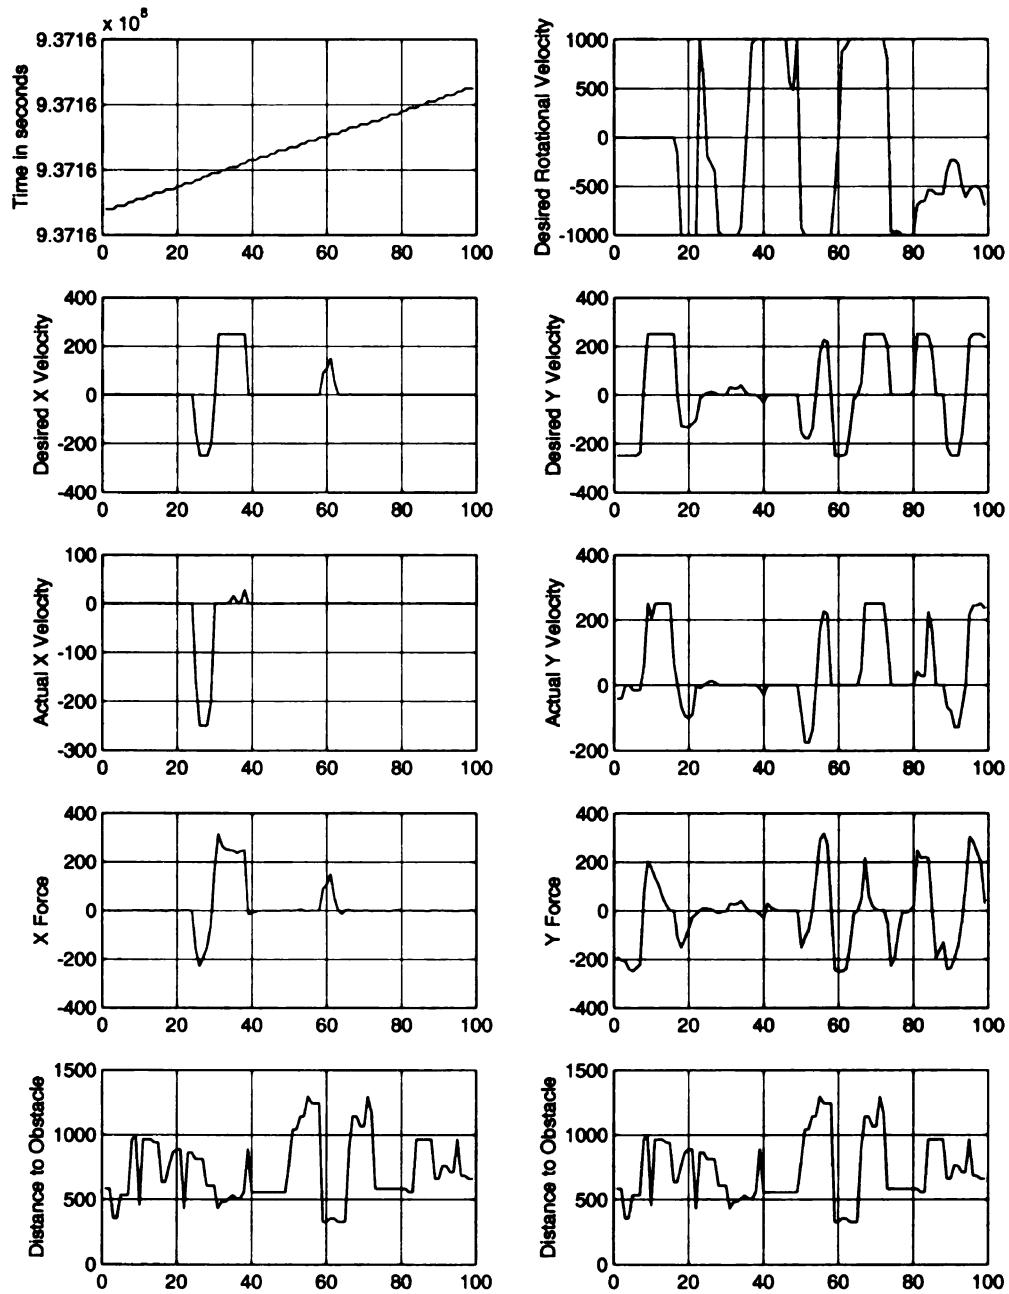 x 10^8
9.3716
9.3716
9.3716
9.3716
Time in seconds
0 20 40 60 80 100
1000
500
0
-500
-1000
Desired Rotational Velocity
0 20 40 60 80 100
400
200
0
-200
-400
Desired X Velocity
0 20 40 60 80 100
400
200
0
-200
-400
Desired Y Velocity
0 20 40 60 80 100
100
0
-100
-200
-300
Actual X Velocity
0 20 40 60 80 100
400
200
0
-200
Actual Y Velocity
0 20 40 60 80 100
400
200
0
-200
-400
X Force
0 20 40 60 80 100
400
200
0
-200
-400
Y Force
0 20 40 60 80 100
1500
1000
500
0
Distance to Obstacle
0 20 40 60 80 100
1500
1000
500
0
Distance to Obstacle
0 20 40 60 80 100